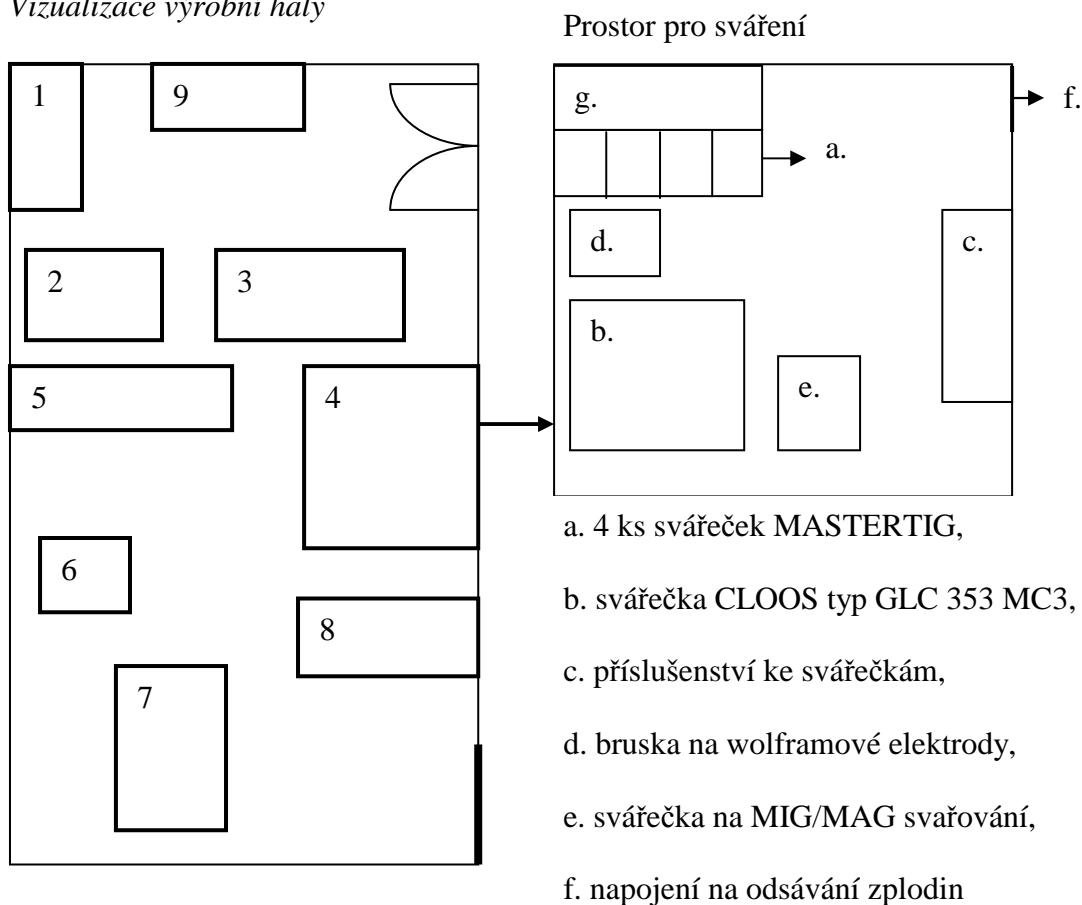 Vizualizace výrobní haly
Prostor pro sváření
1
9
2
3
5
4
6
8
7
g.
a.
f.
d.
c.
b.
e.
a. 4 ks svářeček MASTERTIG,
b. svářečka CLOOS typ GLC 353 MC3,
c. příslušenství ke svářečkám,
d. bruska na wolframové elektrody,
e. svářečka na MIG/MAG svařování,
f. napojení na odsávání zplodin